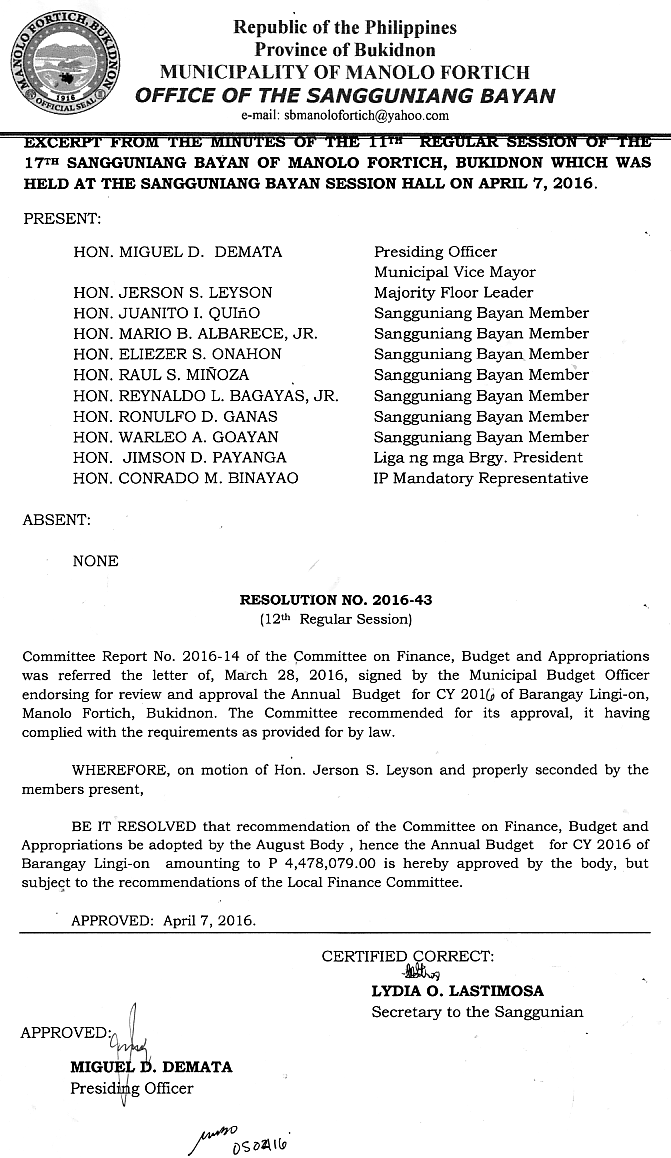 MANOLO FORTICH, BUKIDNON
1916
OFFICIAL SEAL
Republic of the Philippines
Province of Bukidnon
MUNICIPALITY OF MANOLO FORTICH
OFFICE OF THE SANGGUNIANG BAYAN
e-mail: sbmanolofortich@yahoo.com
EXCERPT FROM THE MINUTES OF THE 11TH REGULAR SESSION OF THE
17TH SANGGUNIANG BAYAN OF MANOLO FORTICH, BUKIDNON WHICH WAS
HELD AT THE SANGGUNIANG BAYAN SESSION HALL ON APRIL 7, 2016.
PRESENT:
HON. MIGUEL D. DEMATA Presiding Officer
Municipal Vice Mayor
HON. JERSON S. LEYSON Majority Floor Leader
HON. JUANITO I. QUIñO Sangguniang Bayan Member
HON. MARIO B. ALBARECE, JR. Sangguniang Bayan Member
HON. ELIEZER S. ONAHON Sangguniang Bayan Member
HON. RAUL S. MIÑOZA Sangguniang Bayan Member
HON. REYNALDO L. BAGAYAS, JR. Sangguniang Bayan Member
HON. RONULFO D. GANAS Sangguniang Bayan Member
HON. WARLEO A. GOAYAN Sangguniang Bayan Member
HON. JIMSON D. PAYANGA Liga ng mga Brgy. President
HON. CONRADO M. BINAYAO IP Mandatory Representative
ABSENT:
NONE
RESOLUTION NO. 2016-43
(12th Regular Session)
Committee Report No. 2016-14 of the Committee on Finance, Budget and Appropriations
was referred the letter of, March 28, 2016, signed by the Municipal Budget Officer
endorsing for review and approval the Annual Budget for CY 2016 of Barangay Lingi-on,
Manolo Fortich, Bukidnon. The Committee recommended for its approval, it having
complied with the requirements as provided for by law.
WHEREFORE, on motion of Hon. Jerson S. Leyson and properly seconded by the
members present,
BE IT RESOLVED that recommendation of the Committee on Finance, Budget and
Appropriations be adopted by the August Body , hence the Annual Budget for CY 2016 of
Barangay Lingi-on amounting to P 4,478,079.00 is hereby approved by the body, but
subject to the recommendations of the Local Finance Committee.
APPROVED: April 7, 2016.
CERTIFIED CORRECT:
LYDIA O. LASTIMOSA
Secretary to the Sanggunian
APPROVED:
MIGUEL D. DEMATA
Presiding Officer